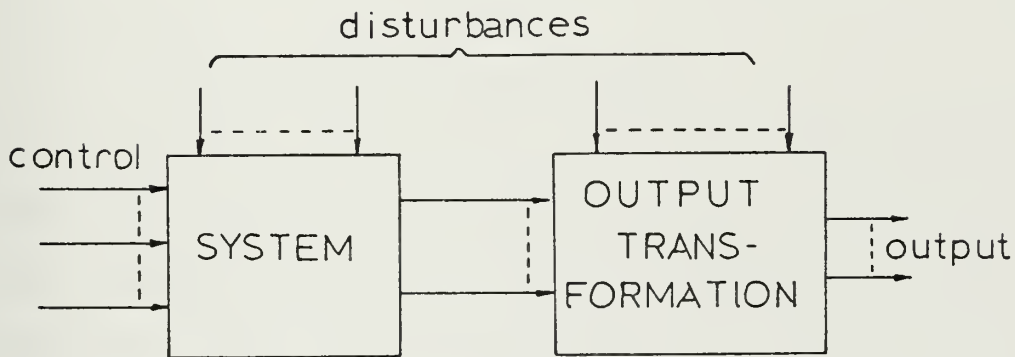 disturbances
control
SYSTEM
OUTPUT
TRANS-
FORMATION
output